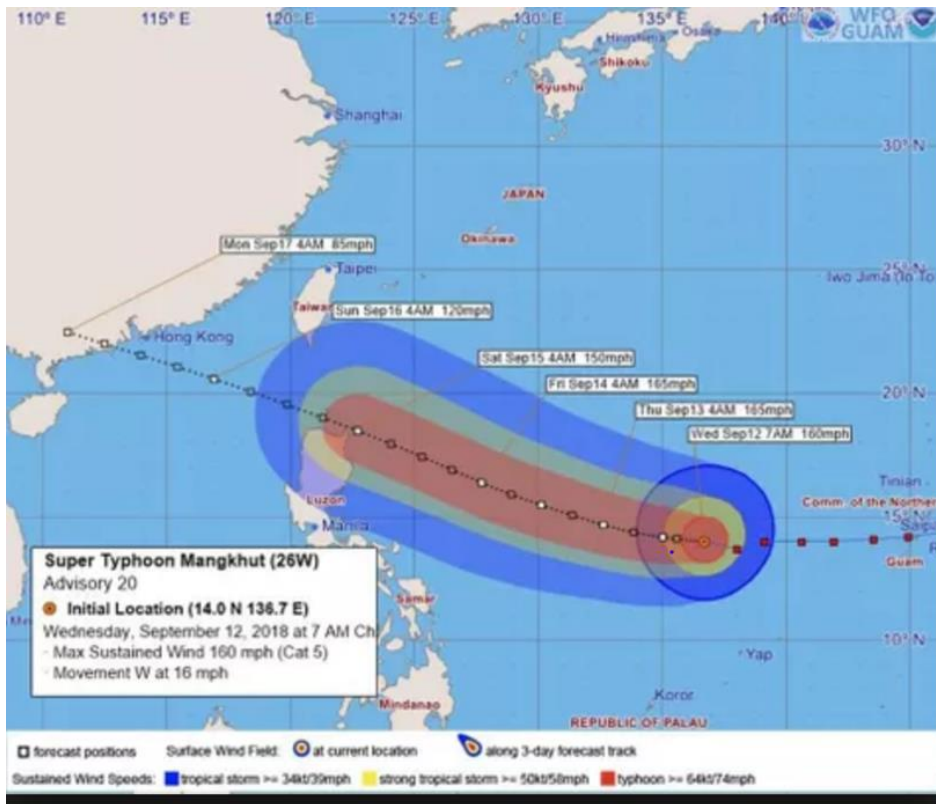 110° E 115° E 120° E 125° E 130° E 135° E 140°
WFO
GUAM
Hiroshima
Osaka
Shikoku
Kyushu
Shanghai
30° N
JAPAN
Okinawa
Mon Sep17 4AM 85mph
Taipei
25° N
Iwo Jima (Io To
Taiwan
Sun Sep16 4AM 120mph
Hong Kong
Sat Sep15 4AM 150mph
Fri Sep14 4AM 165mph
20° N
Thu Sep13 4AM 165mph
Wed Sep12 7AM 160mph
Tinian
Luzon
Comm. of the Norther
15° N
Saip
Manila
Guam
Super Typhoon Mangkhut (26W)
Advisory 20
Initial Location (14.0 N 136.7 E)
Wednesday, September 12, 2018 at 7 AM Ch
- Max Sustained Wind 160 mph (Cat 5)
- Movement W at 16 mph
Samar
10° N
Yap
Koror
Mindanao
REPUBLIC OF PALAU
forecast positions Surface Wind Field: at current location along 3-day forecast track
Sustained Wind Speeds: tropical storm >= 34kt/39mph strong tropical storm >= 50kt/58mph typhoon >= 64kt/74mph